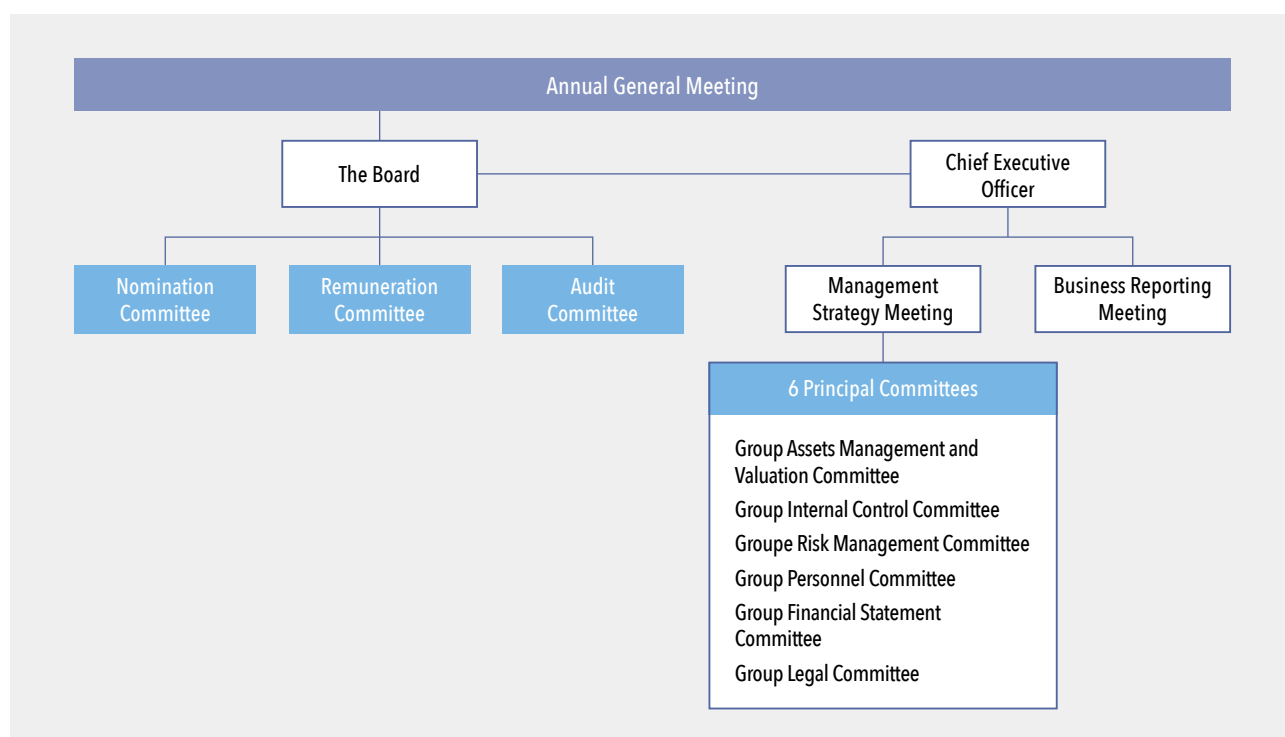 Annual General Meeting
The Board
Chief Executive
Officer
Nomination
Committee
Remuneration
Committee
Audit
Committee
Management
Strategy Meeting
Business Reporting
Meeting
6 Principal Committees
Group Assets Management and
Valuation Committee
Group Internal Control Committee
Groupe Risk Management Committee
Group Personnel Committee
Group Financial Statement
Committee
Group Legal Committee